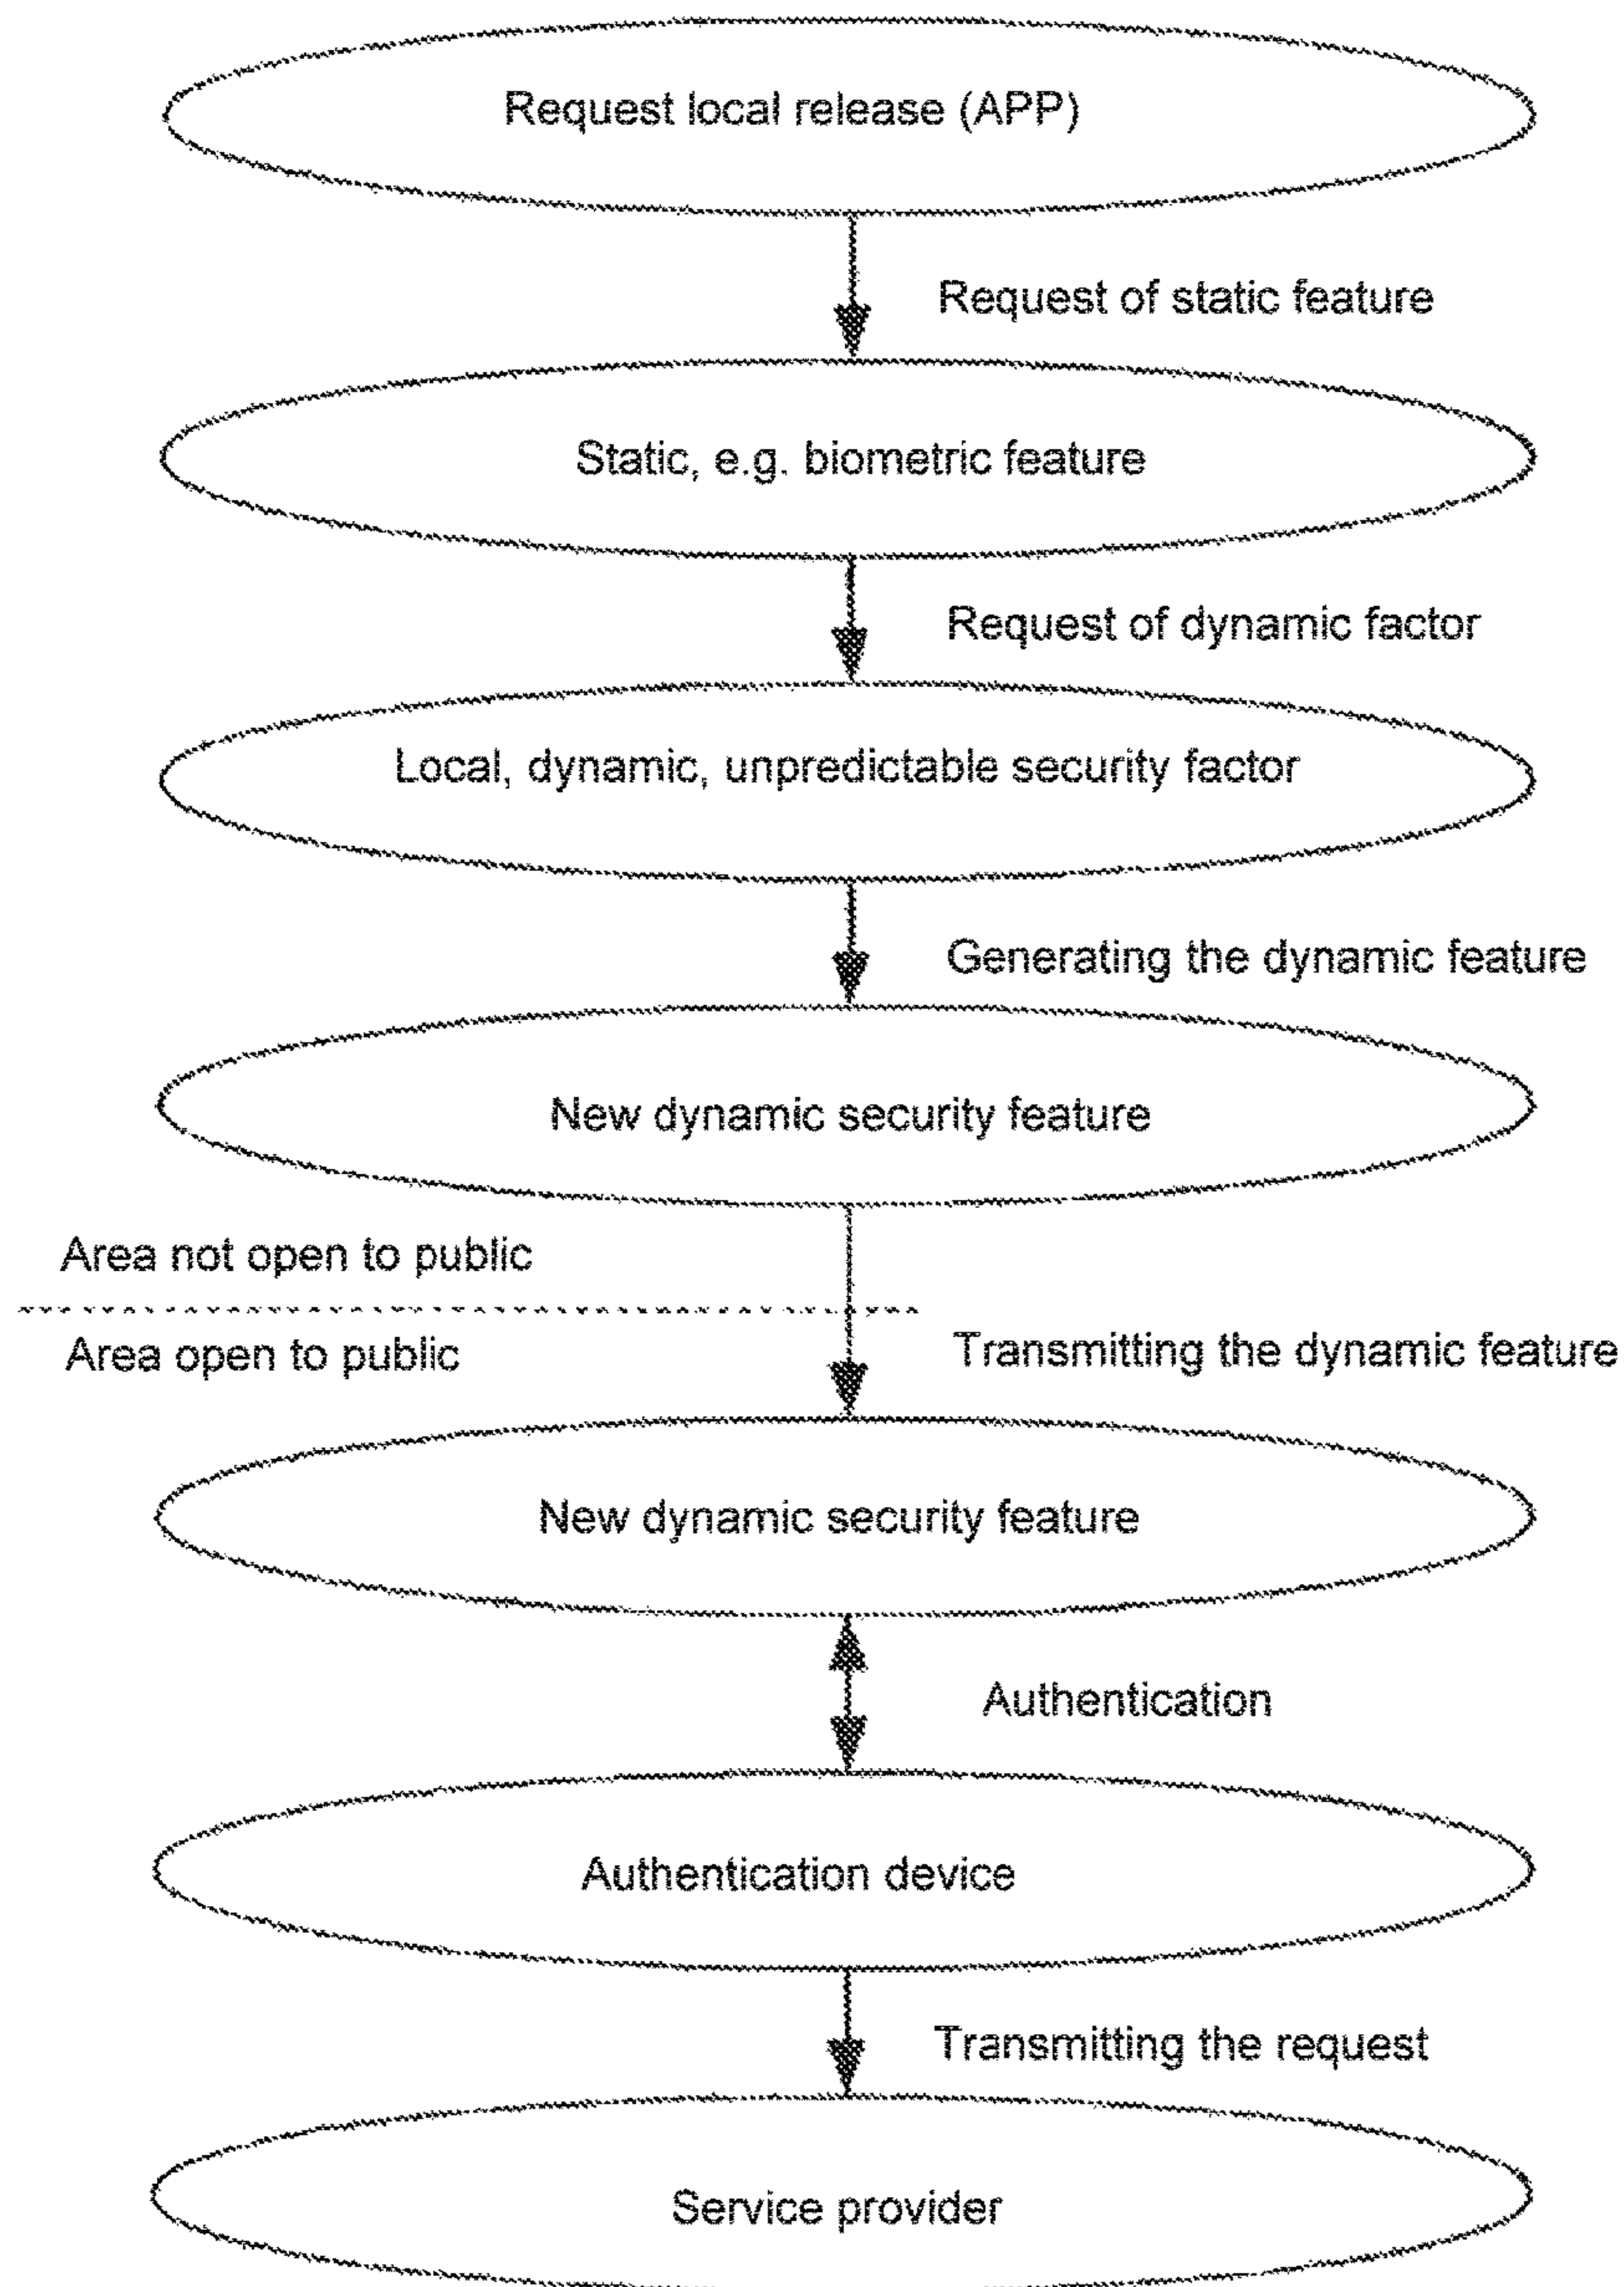 Request local release (APP)
Request of static feature
Static, e.g. biometric feature
Request of dynamic factor
Local, dynamic, unpredictable security factor
Generating the dynamic feature
New dynamic security feature
Area not open to public
Area open to public
Transmitting the dynamic feature
New dynamic security feature
Authentication
Authentication device
Transmitting the request
Service provider